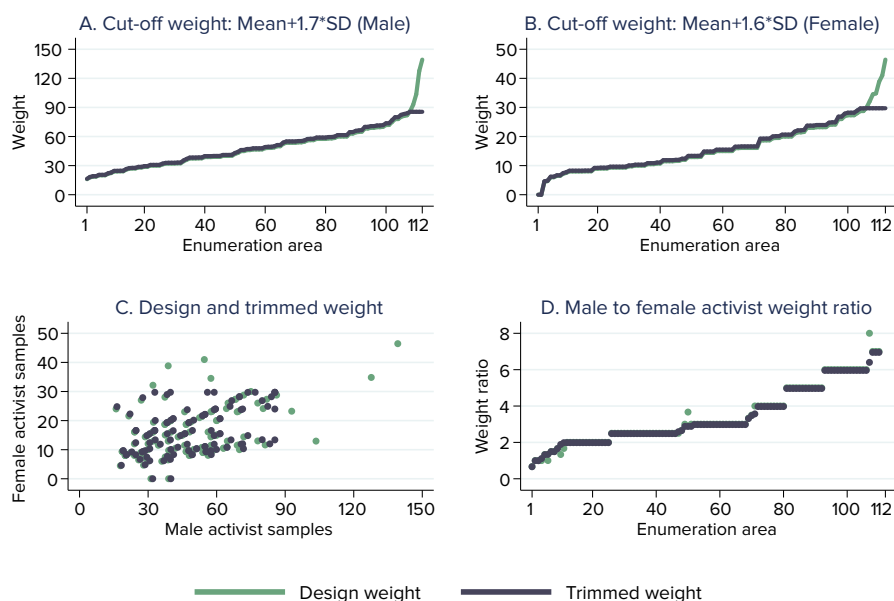 A. Cut-off weight: Mean+1.7*SD (Male)
Weight
150
120
90
60
30
0
1 20 40 60 80 100 112
Enumeration area
B. Cut-off weight: Mean+1.6*SD (Female)
Weight
50
40
30
20
10
0
1 20 40 60 80 100 112
Enumeration area
C. Design and trimmed weight
Female activist samples
50
40
30
20
10
0
0 30 60 90 120 150
Male activist samples
D. Male to female activist weight ratio
Weight ratio
8
6
4
2
0
1 20 40 60 80 100 112
Enumeration area
Design weight Trimmed weight